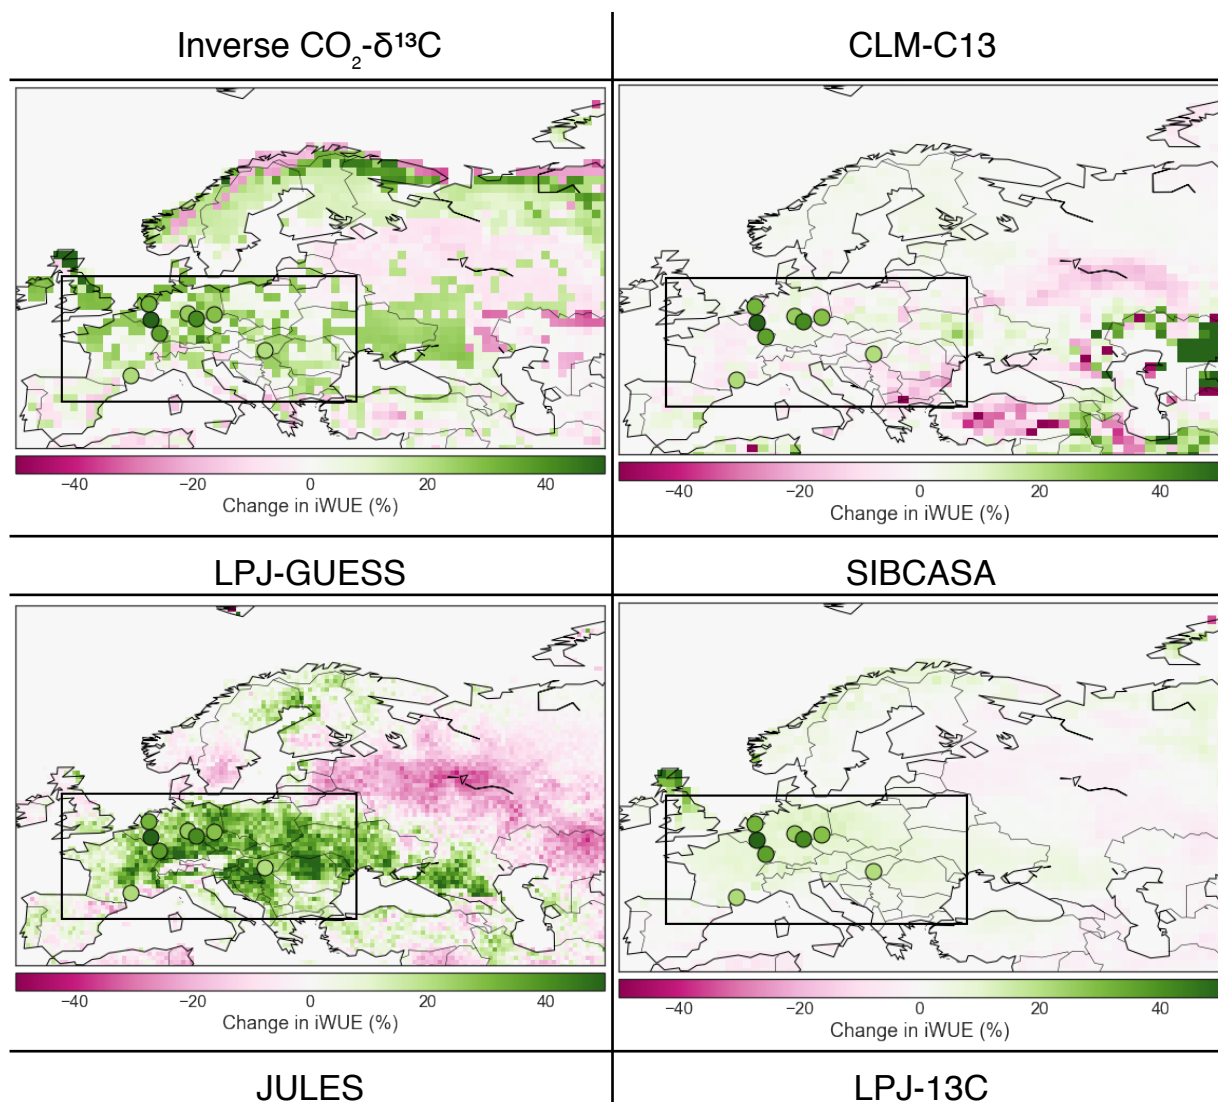 Inverse CO₂-δ¹³C
CLM-C13
−40 −20 0 20 40
Change in iWUE (%)
−40 −20 0 20 40
Change in iWUE (%)
LPJ-GUESS
SIBCASA
−40 −20 0 20 40
Change in iWUE (%)
−40 −20 0 20 40
Change in iWUE (%)
JULES
LPJ-13C